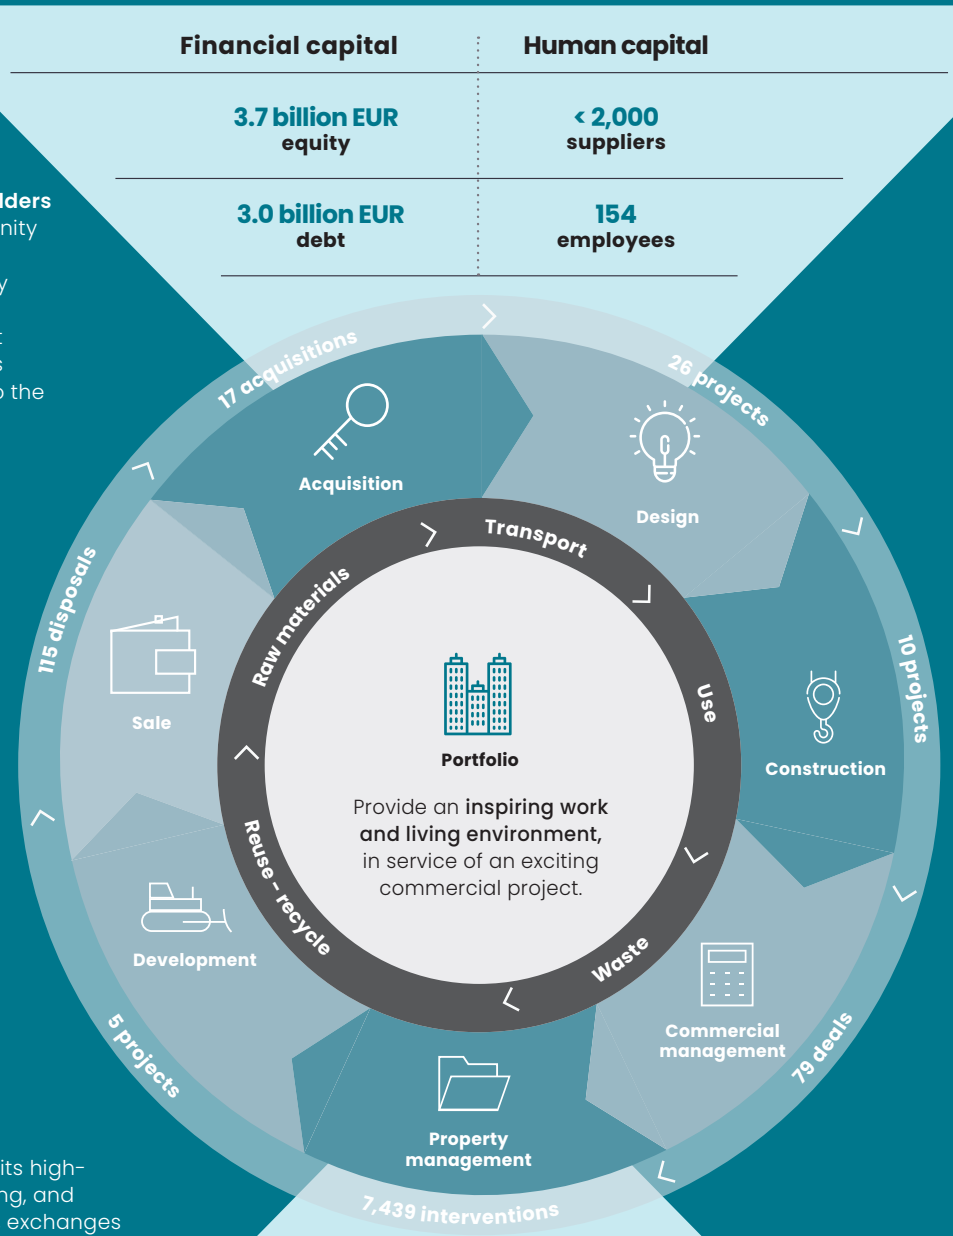 Financial capital
Human capital
3.7 billion EUR
equity
< 2,000
suppliers
3.0 billion EUR
debt
154
employees
lders
nity
y
t
s
o the
17 acquisitions
26 projects
10 projects
79 deals
7,439 interventions
5 projects
115 disposals
Acquisition
Design
Construction
Commercial
management
Property
management
Development
Sale
Raw materials
Transport
Use
Waste
Reuse - recycle
Portfolio
Provide an inspiring work
and living environment,
in service of an exciting
commercial project.
its high-
ng, and
exchanges